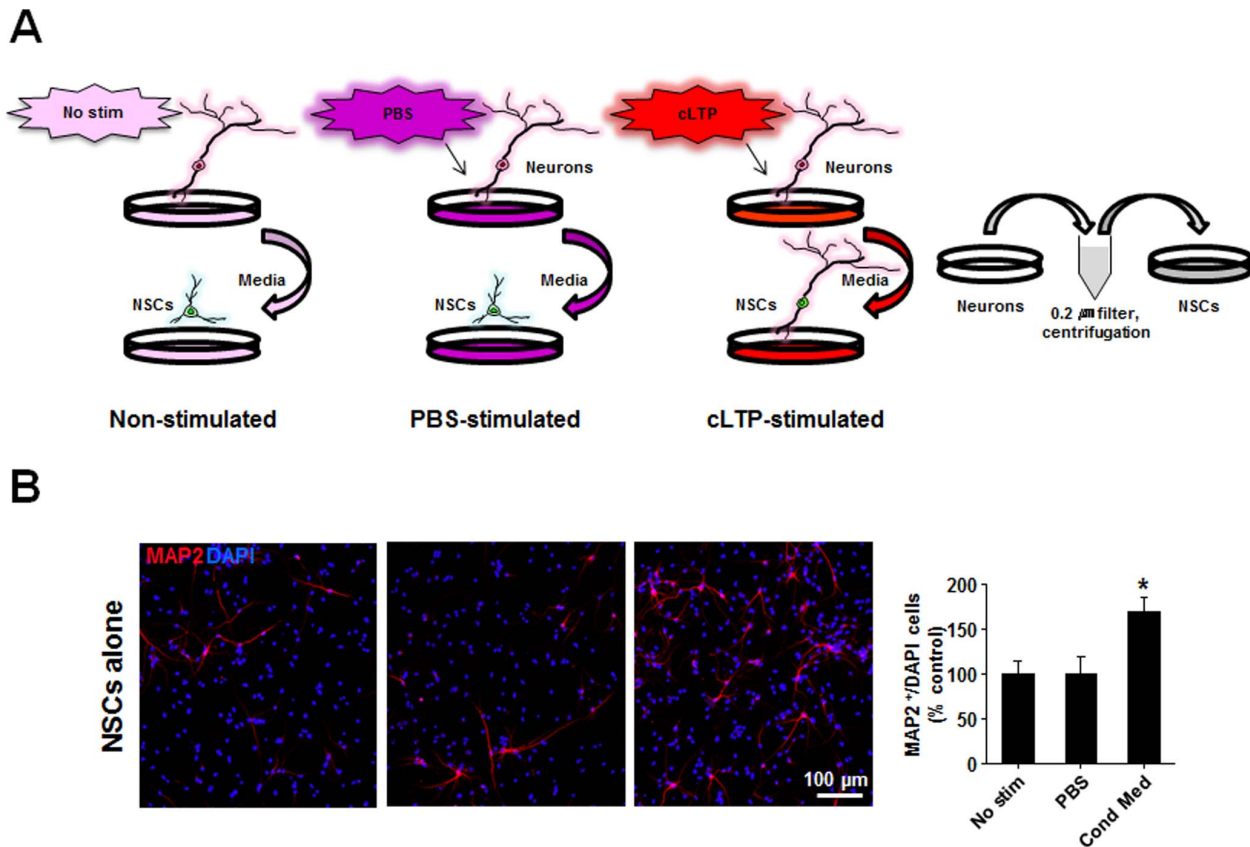 A
No stim
PBS
cLTP
Neurons
Neurons
Media
Media
Media
NSCs
NSCs
NSCs
Neurons
0.2 ㎛ filter,
centrifugation
NSCs
Non-stimulated
PBS-stimulated
cLTP-stimulated
B
NSCs alone
MAP2 DAPI
100 µm
MAP2 +/DAPI cells
(% control)
200
150
100
50
0
*
No stim
PBS
Cond Med